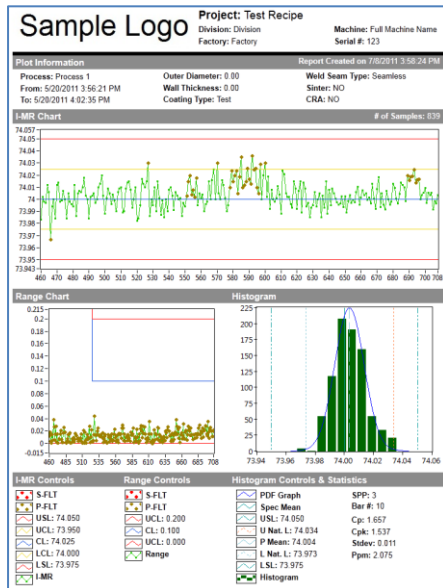 Sample Logo
Project: Test Recipe
Division: Division Machine: Full Machine Name
Factory: Factory Serial #: 123
Plot Information Report Created on 7/8/2011 3:58:24 PM
Process: Process 1 Outer Diameter: 0.00 Weld Seam Type: Seamless
From: 5/20/2011 3:56:21 PM Wall Thickness: 0.00 Sinter: NO
To: 5/20/2011 4:02:35 PM Coating Type: Test CRA: NO
I-MR Chart # of Samples: 839
74.057
74.05
74.04
74.03
74.02
74.01
74
73.99
73.98
73.97
73.96
73.95
73.943
460 470 480 490 500 510 520 530 540 550 560 570 580 590 600 610 620 630 640 650 660 670 680 690 700 708
Range Chart Histogram
0.215
0.2
0.18
0.16
0.14
0.12
0.1
0.08
0.06
0.04
0.02
0
-0.015
460 485 510 535 560 585 610 635 660 685 708
225
200
175
150
125
100
75
50
25
0
73.94 73.96 73.98 74.00 74.02 74.04 74.06
I-MR Controls Range Controls Histogram Controls & Statistics
S-FLT S-FLT PDF Graph SPP: 3
P-FLT P-FLT Spec Mean Bar #: 10
USL: 74.050 UCL: 0.200 USL: 74.050 Cp: 1.657
UCL: 73.950 CL: 0.100 U Nat L: 74.034 Cpk: 1.537
CL: 74.025 UCL: 0.000 P Mean: 74.004 Stdev: 0.011
LCL: 74.000 Range L Nat L: 73.973 Ppm: 2.075
LSL: 73.975 LSL: 73.975
I-MR Histogram